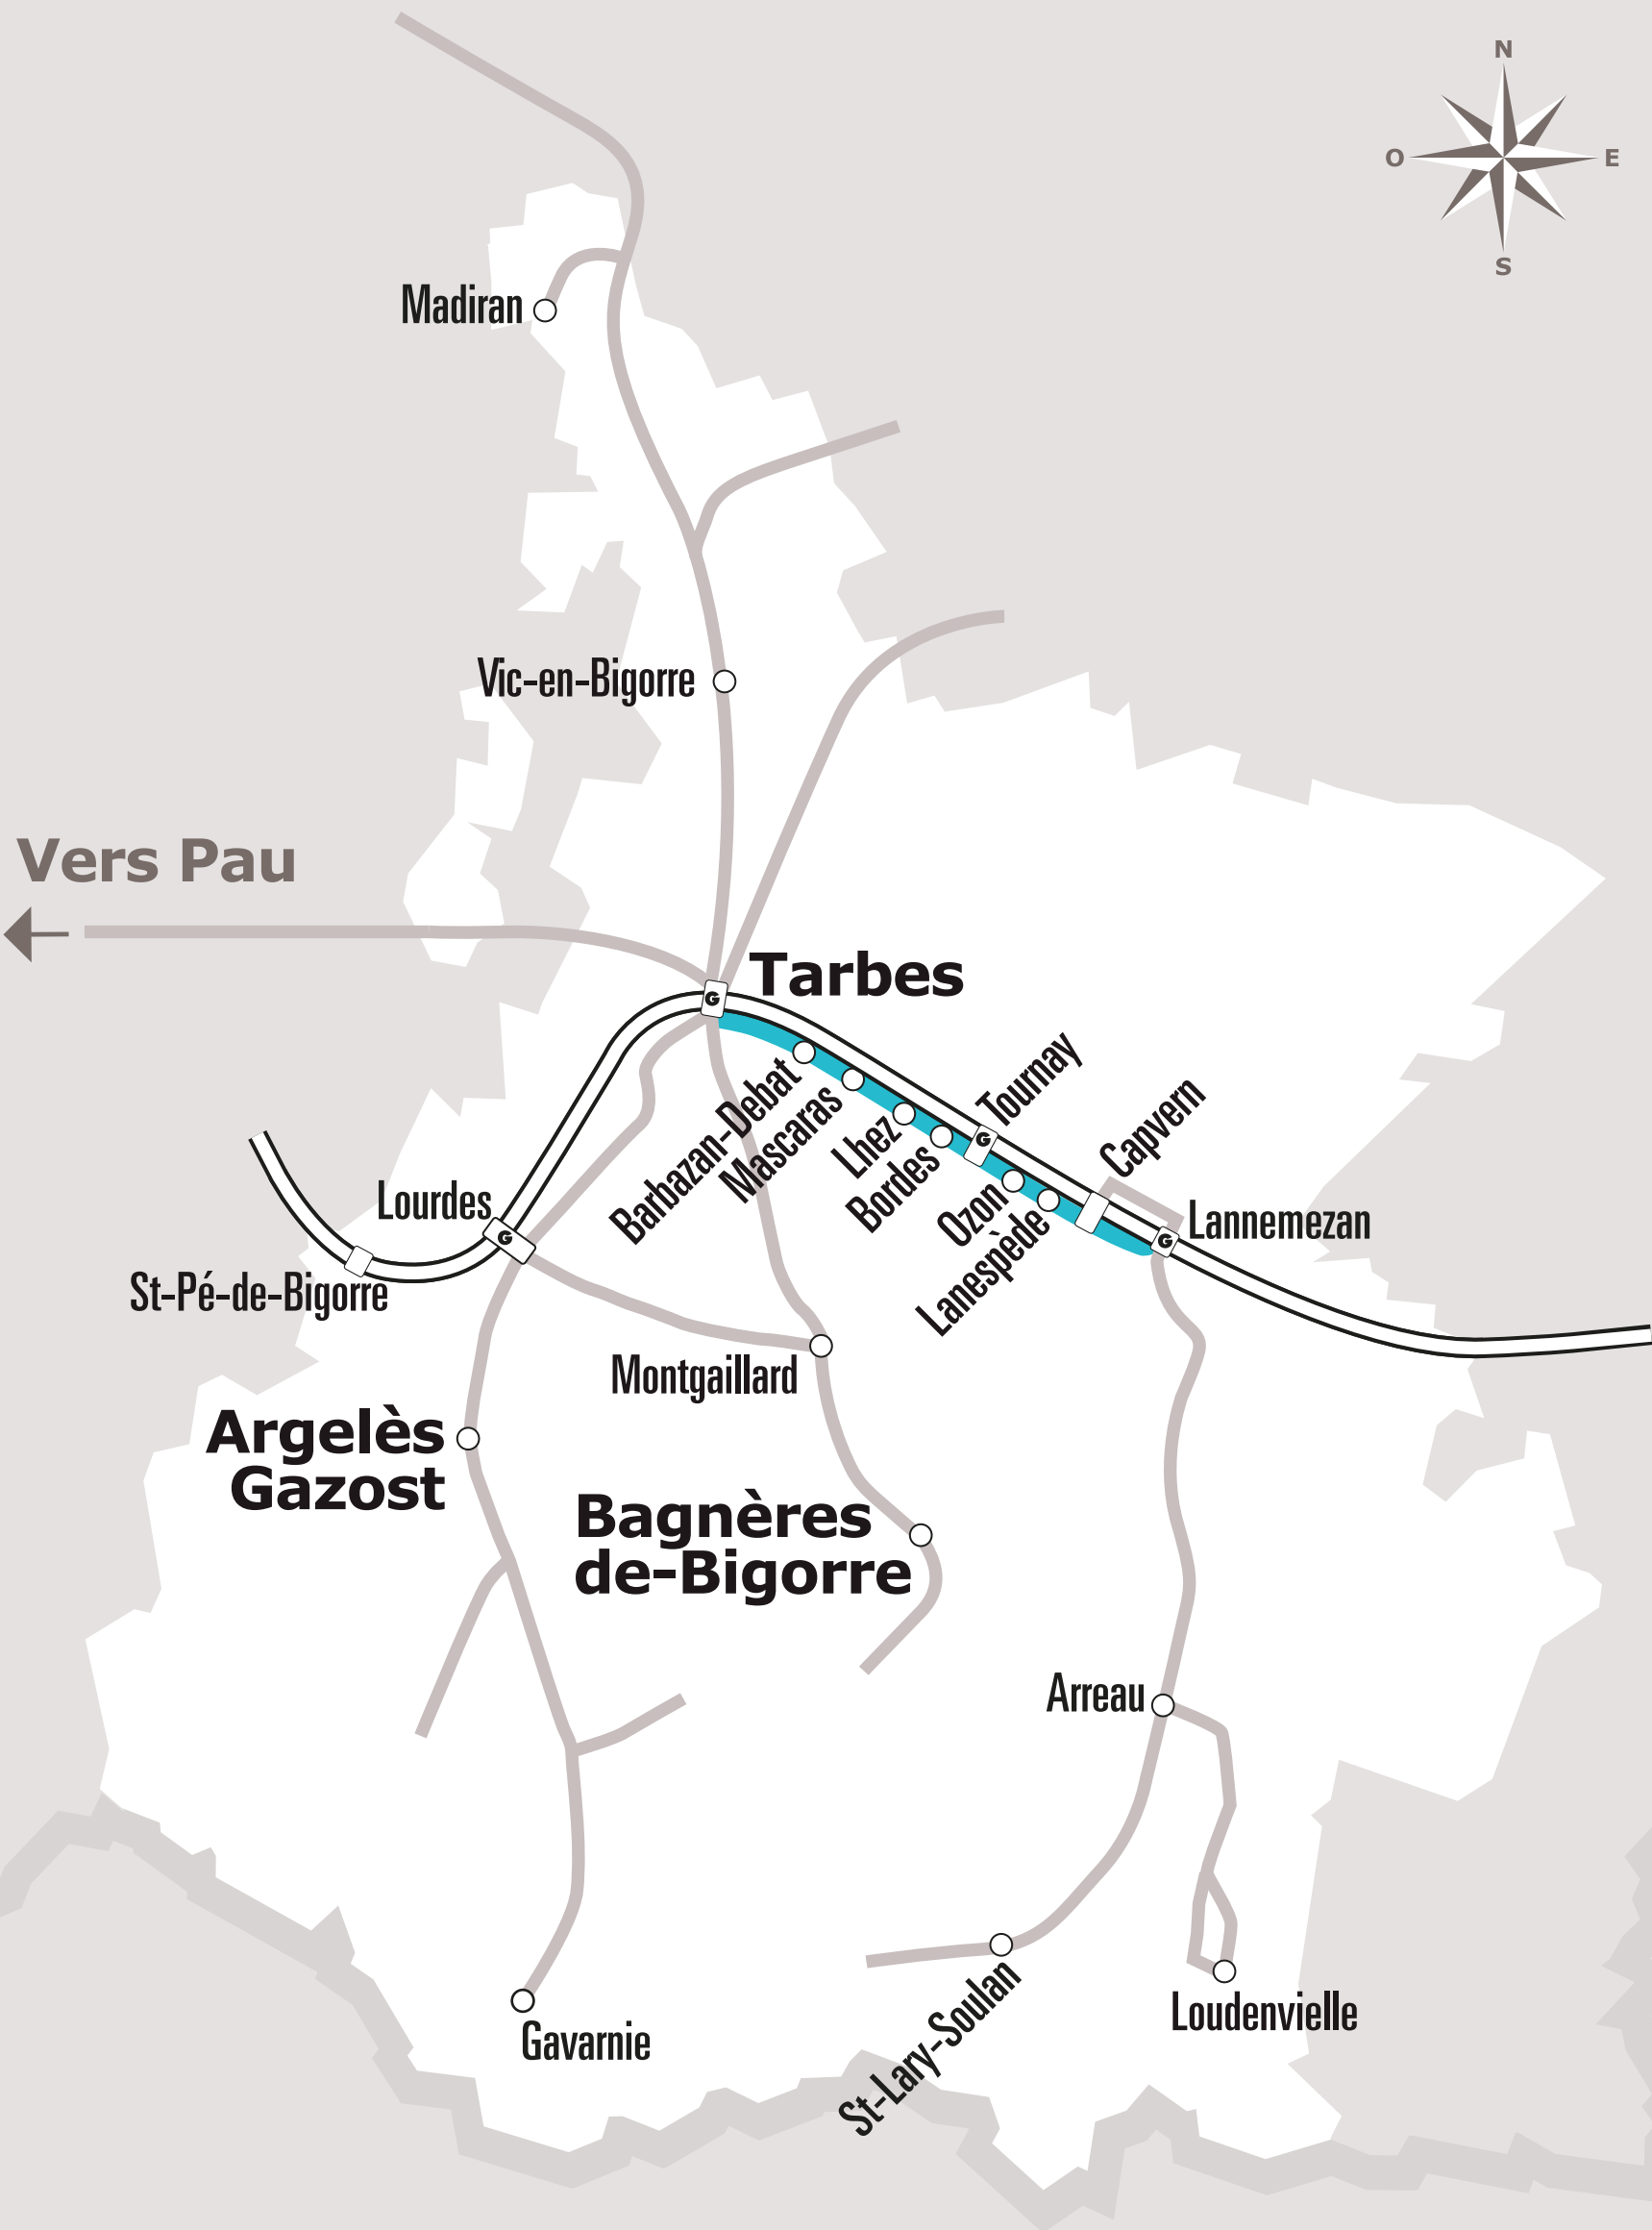 N
O
E
S
Madiran
Vic-en-Bigorre
Vers Pau
Tarbes
G
Tournay
G
Capvern
Barbazan-Debat
Mascaras
Lhez
Bordes
Ozon
Lanespède
Lourdes
G
Lannemezan
G
St-Pé-de-Bigorre
Montgaillard
Argelès
Gazost
Bagnères
de-Bigorre
Arreau
Loudenvielle
Gavarnie
St-Lary-Soulan